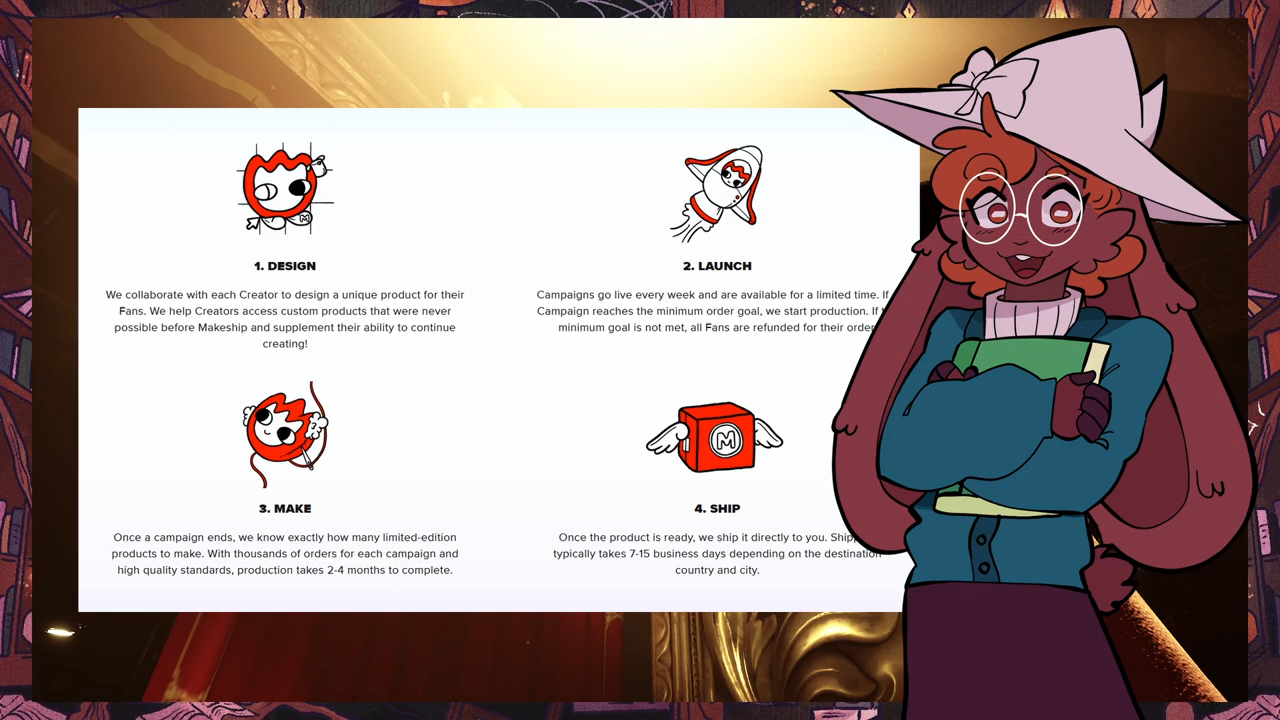 1. DESIGN
We collaborate with each Creator to design a unique product for their
Fans. We help Creators access custom products that were never
possible before Makeship and supplement their ability to continue
creating!
2. LAUNCH
Campaigns go live every week and are available for a limited time. If
Campaign reaches the minimum order goal, we start production. If
minimum goal is not met, all Fans are refunded for their order
M
3. MAKE
Once a campaign ends, we know exactly how many limited-edition
products to make. With thousands of orders for each campaign and
high quality standards, production takes 2-4 months to complete.
M
4. SHIP
Once the product is ready, we ship it directly to you.
typically takes 7-15 business days depending on the destination
country and city.